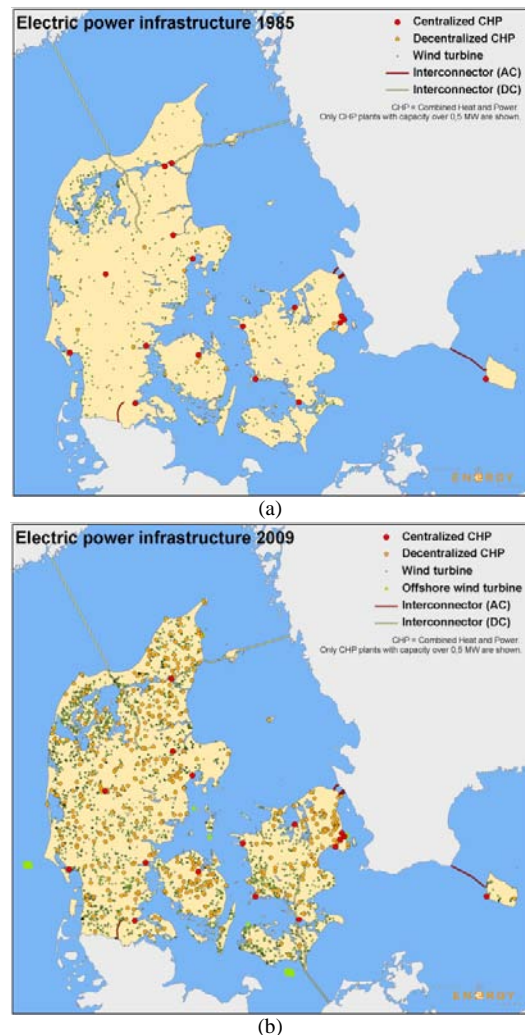 Electric power infrastructure 1985
Centralized CHP
Decentralized CHP
Wind turbine
Interconnector (AC)
Interconnector (DC)
CHP = Combined Heat and Power.
Only CHP plants with capacity over 0,5 MW are shown.
(a)
Electric power infrastructure 2009
Centralized CHP
Decentralized CHP
Wind turbine
Offshore wind turbine
Interconnector (AC)
Interconnector (DC)
CHP = Combined Heat and Power.
Only CHP plants with capacity over 0,5 MW are shown.
(b)